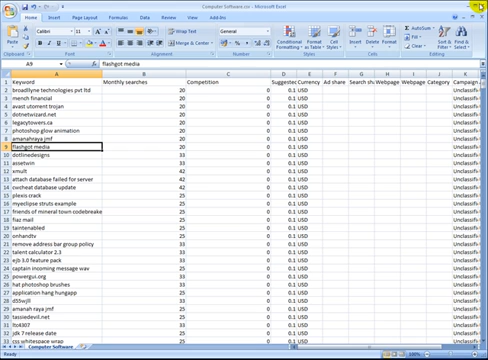 Computer Software.csv - Microsoft Excel
Home Insert Page Layout Formulas Data Review View Add-Ins
Calibri 11 Wrap Text General Insert AutoSum
Paste Merge & Center Conditional Format Cell Delete Fill Sort & Find &
Format Clear
Clipboard Font Alignment Number Styles Cells Editing
A9 flashgot media
A B C D E F G H I J K
1 Keyword Monthly searches Competition Suggested Currency Ad share Search sh Webpage Webpage Category Campaign
2 broadllyne technologies pvt ltd 20 0 0.1 USD Unclassifi
3 mench financial 20 0 0.1 USD Unclassifi
4 avast utorrent trojan 20 0 0.1 USD Unclassifi
5 dotnetwizard.net 20 0 0.1 USD Unclassifi
6 legacytowers.ca 20 0 0.1 USD Unclassifi
7 photoshop glow animation 20 0 0.1 USD Unclassifi
8 amanahraya jmf 20 0 0.1 USD Unclassifi
9 flashgot media 20 0 0.1 USD Unclassifi
10 dotlinedesigns 33 0 0.1 USD Unclassifi
11 assetwin 33 0 0.1 USD Unclassifi
12 xmult 42 0 0.1 USD Unclassifi
13 attach database failed for server 42 0 0.1 USD Unclassifi
14 owcheat database update 42 0 0.1 USD Unclassifi
15 plexis crack 25 0 0.1 USD Unclassifi
16 myeclipse struts example 25 0 0.1 USD Unclassifi
17 friends of mineral town codebreake 25 0 0.1 USD Unclassifi
18 fiaz mail 25 0 0.1 USD Unclassifi
19 taintenabled 25 0 0.1 USD Unclassifi
20 onhandtv 25 0 0.1 USD Unclassifi
21 remove address bar group policy 33 0 0.1 USD Unclassifi
22 talent calculator 2.3 33 0 0.1 USD Unclassifi
23 ejb 3.0 feature pack 33 0 0.1 USD Unclassifi
24 captain incoming message wav 25 0 0.1 USD Unclassifi
25 powergui.org 25 0 0.1 USD Unclassifi
26 hat photoshop brushes 25 0 0.1 USD Unclassifi
27 application hang hungapp 25 0 0.1 USD Unclassifi
28 33 0 0.1 USD Unclassifi
29 amanah raya jmf 25 0 0.1 USD Unclassifi
30 tassiedevil.net 25 0 0.1 USD Unclassifi
31 ltc4307 33 0 0.1 USD Unclassifi
32 jdk 7 release date 25 0 0.1 USD Unclassifi
33 css whitespace wrap 25 0 0.1 USD Unclassifi
Computer Software
Ready 100%